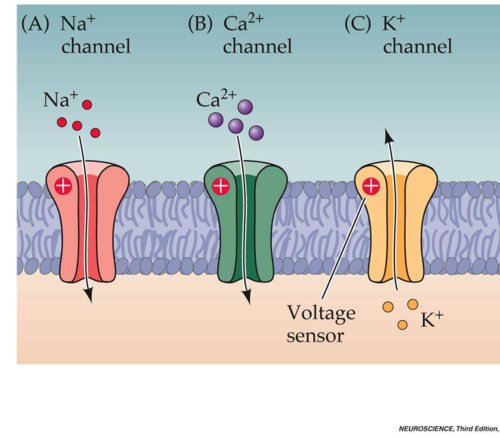 (A) Na⁺ channel
(B) Ca²⁺ channel
(C) K⁺ channel
Na⁺
Ca²⁺
+
+
+
Voltage
sensor
K⁺
NEUROSCIENCE, Third Edition,